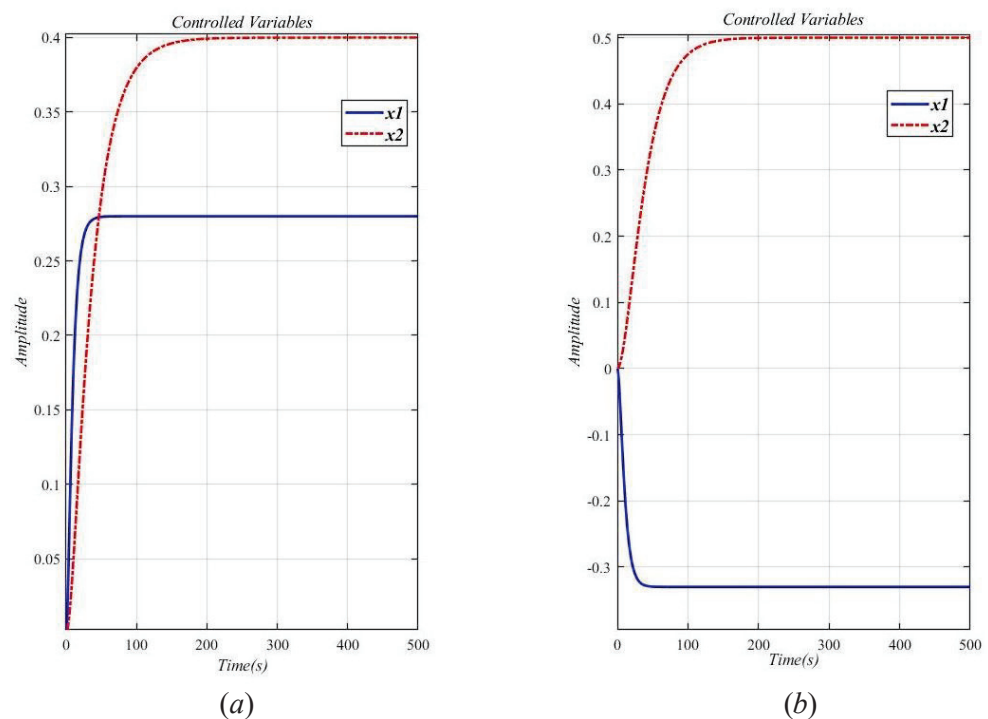 Controlled Variables
0.4
0.35
0.3
0.25
0.2
0.15
0.1
0.05
Amplitude
x1
x2
0 100 200 300 400 500
Time(s)
(a)
Controlled Variables
0.5
0.4
0.3
0.2
0.1
0
-0.1
-0.2
-0.3
Amplitude
x1
x2
0 100 200 300 400 500
Time(s)
(b)